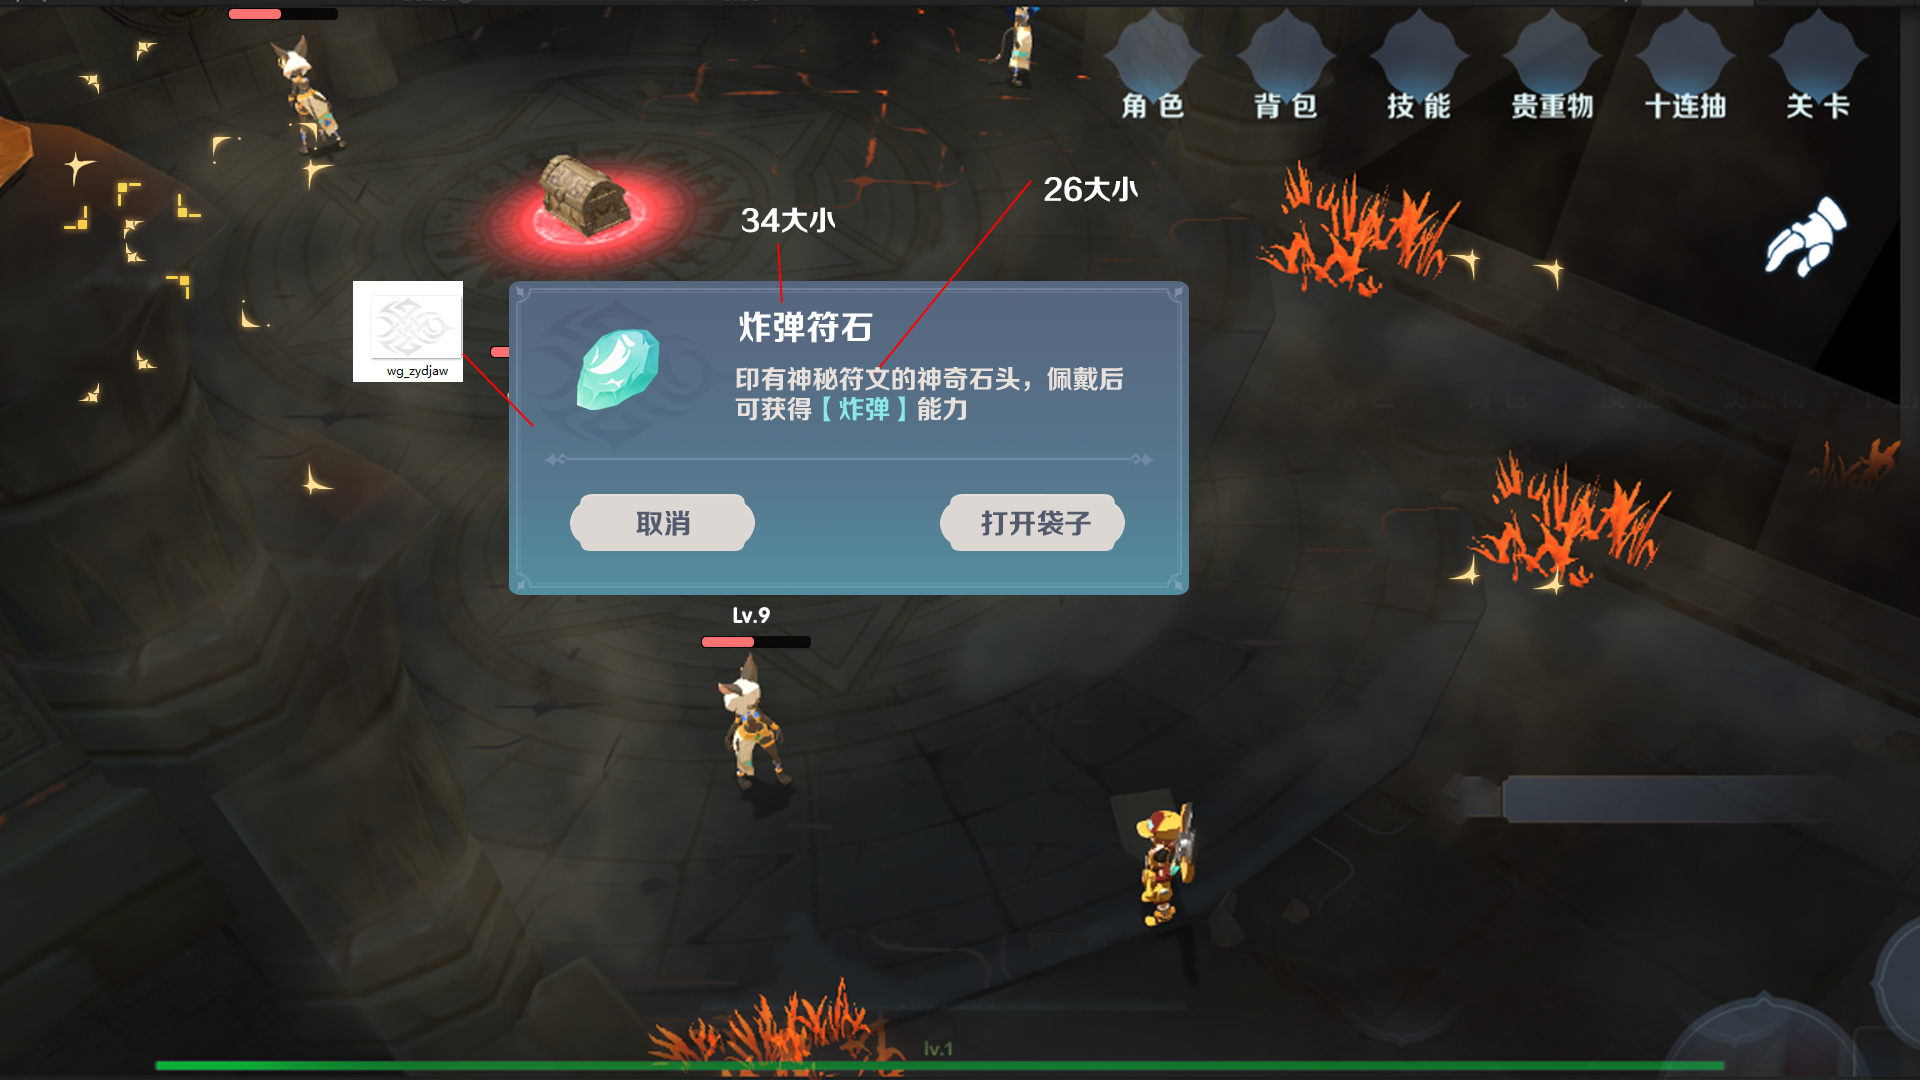 角色
背包
技能
贵重物
十连抽
关卡
26大小
34大小
炸弹符石
wg_zydjaw
印有神秘符文的神奇石头，佩戴后
可获得【炸弹】能力
取消
打开袋子
Lv.9
lv.1